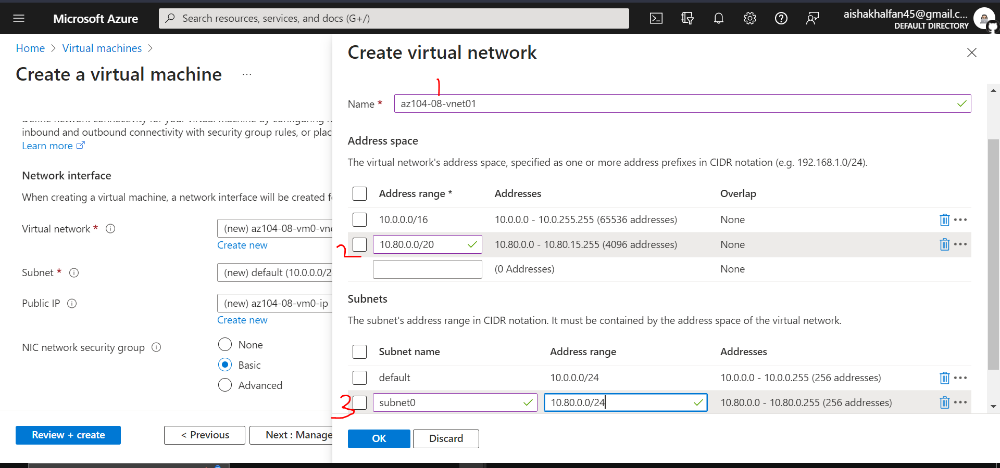 Microsoft Azure
Search resources, services, and docs (G+/)
aishakhalfan45@gmail.c...
DEFAULT DIRECTORY
Home > Virtual machines >
Create a virtual machine ...
inbound and outbound connectivity with security group rules, or plac
Learn more
Network interface
When creating a virtual machine, a network interface will be created f
Virtual network *
(new) az104-08-vm0-vne
Create new
Subnet *
(new) default (10.0.0.0/2
Public IP
(new) az104-08-vm0-ip
Create new
NIC network security group
None
Basic
Advanced
Review + create
< Previous
Next : Manage
Create virtual network
1
Name * az104-08-vnet01
Address space
The virtual network's address space, specified as one or more address prefixes in CIDR notation (e.g. 192.168.1.0/24).
Address range * Addresses Overlap
10.0.0.0/16 10.0.0.0 - 10.0.255.255 (65536 addresses) None
2 10.80.0.0/20 10.80.0.0 - 10.80.15.255 (4096 addresses) None
(0 Addresses) None
Subnets
The subnet's address range in CIDR notation. It must be contained by the address space of the virtual network.
Subnet name Address range Addresses
default 10.0.0.0/24 10.0.0.0 - 10.0.0.255 (256 addresses)
3 subnet0 10.80.0.0/24 10.80.0.0 - 10.80.0.255 (256 addresses)
OK
Discard